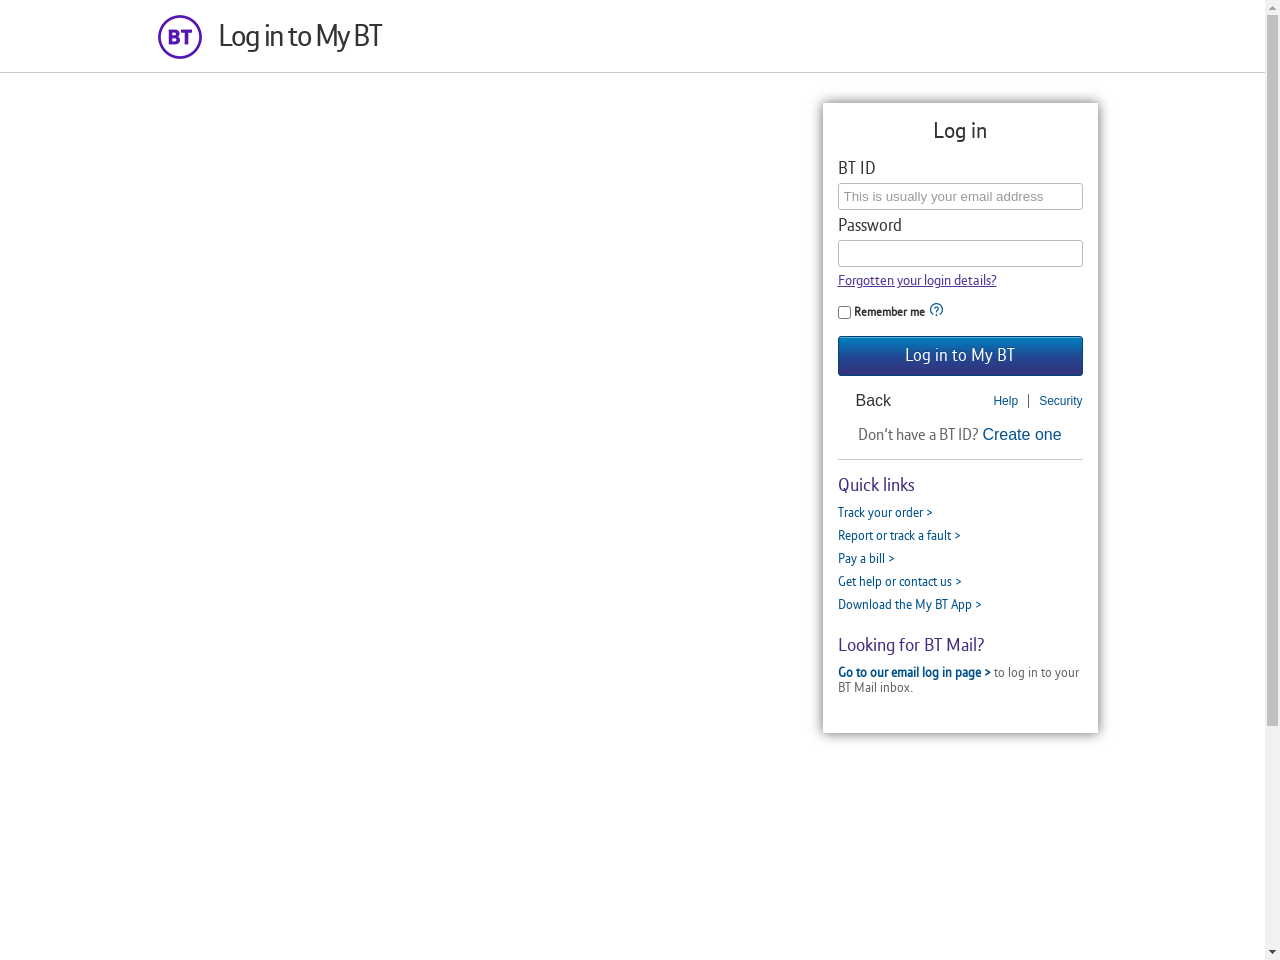 BT Log in to My BT
Log in
BT ID
This is usually your email address
Password
Forgotten your login details?
Remember me ?
Log in to My BT
Back Help Security
Don't have a BT ID? Create one
Quick links
Track your order >
Report or track a fault >
Pay a bill >
Get help or contact us >
Download the My BT App >
Looking for BT Mail?
Go to our email log in page > to log in to your
BT Mail inbox.